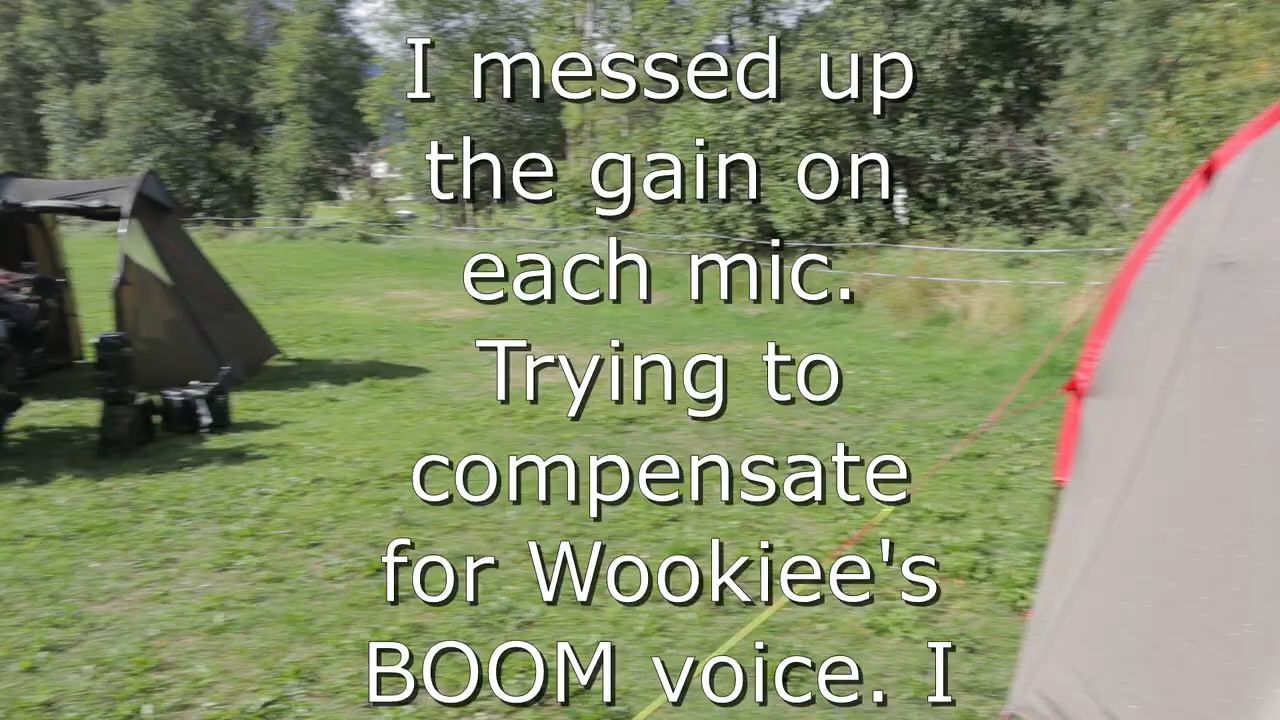 I messed up
the gain on
each mic.
Trying to
compensate
for Wookiee's
BOOM voice. I